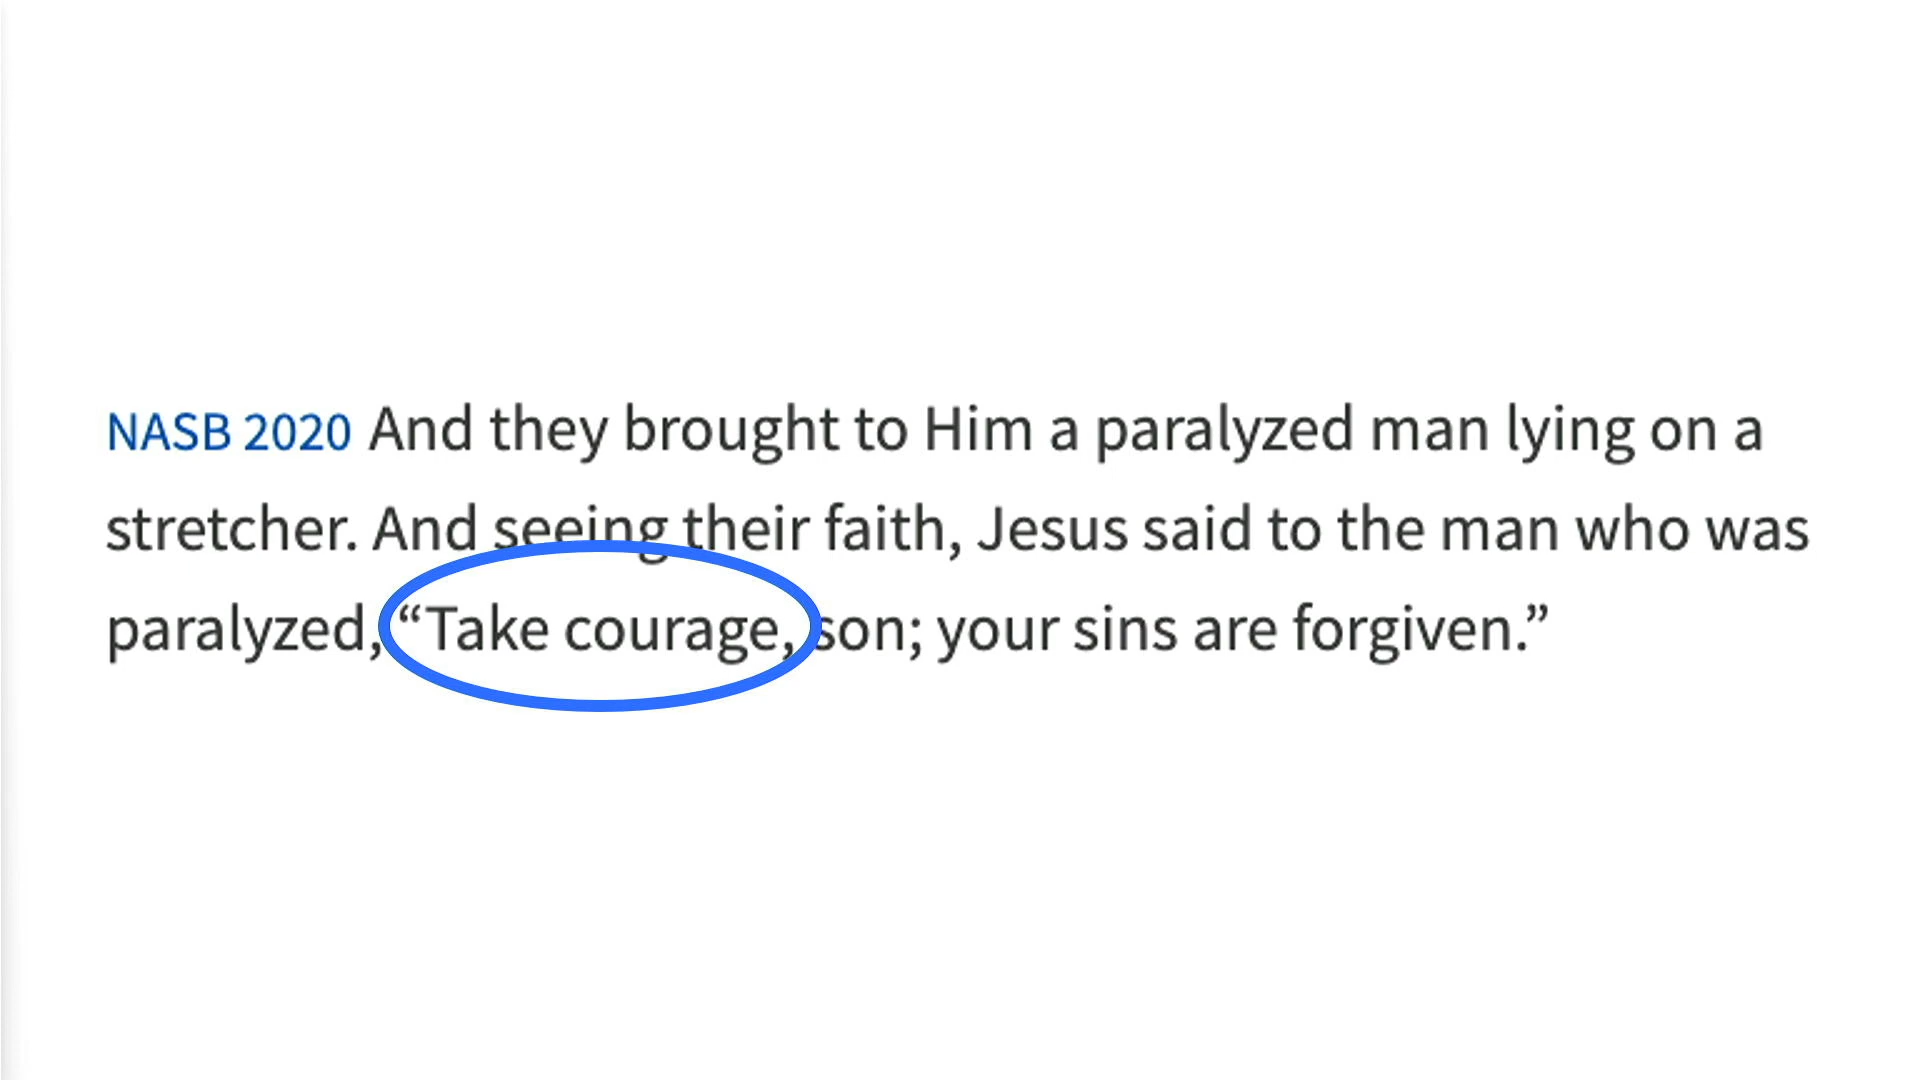 NASB 2020 And they brought to Him a paralyzed man lying on a
stretcher. And seeing their faith, Jesus said to the man who was
paralyzed, “Take courage, son; your sins are forgiven.”